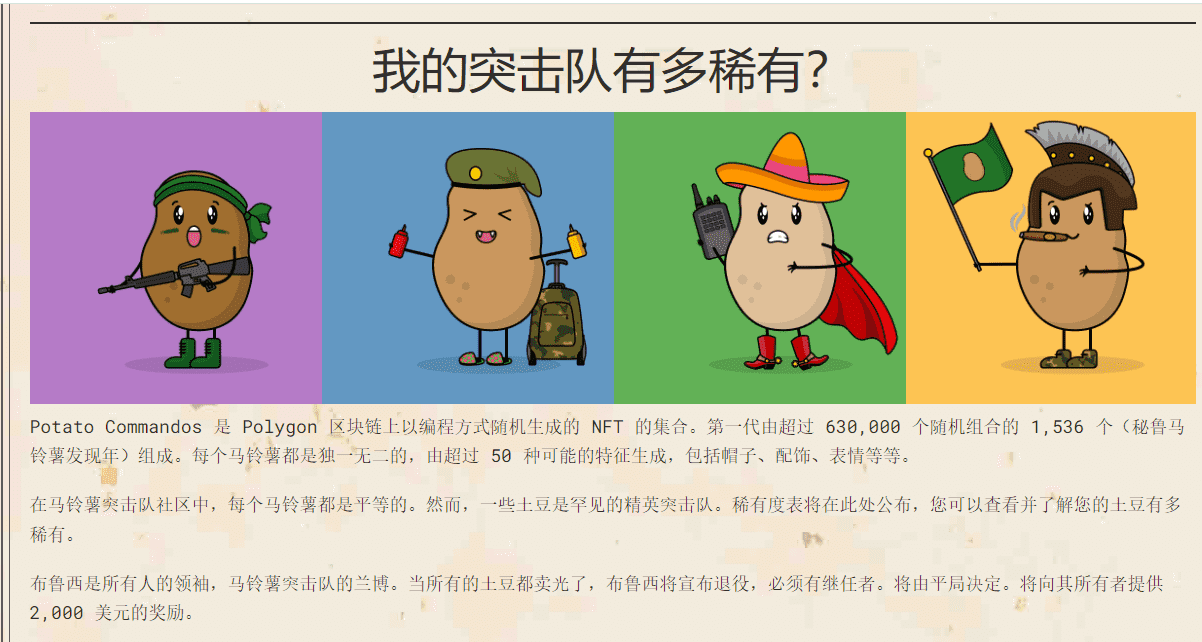 我的突击队有多稀有？
Potato Commandos 是 Polygon 区块链上以编程方式随机生成的 NFT 的集合。第一代由超过 630,000 个随机组合的 1,536 个（秘鲁马
铃薯发现年）组成。每个马铃薯都是独一无二的，由超过 50 种可能的特征生成，包括帽子、配饰、表情等等。
在马铃薯突击队社区中，每个马铃薯都是平等的。然而，一些土豆是罕见的精英突击队。稀有度表将在此处公布，您可以查看并了解您的土豆有多
稀有。
布鲁西是所有人的领袖，马铃薯突击队的兰博。当所有的土豆都卖光了，布鲁西将宣布退役，必须有继任者。将由平局决定。将向其所有者提供
2,000 美元的奖励。